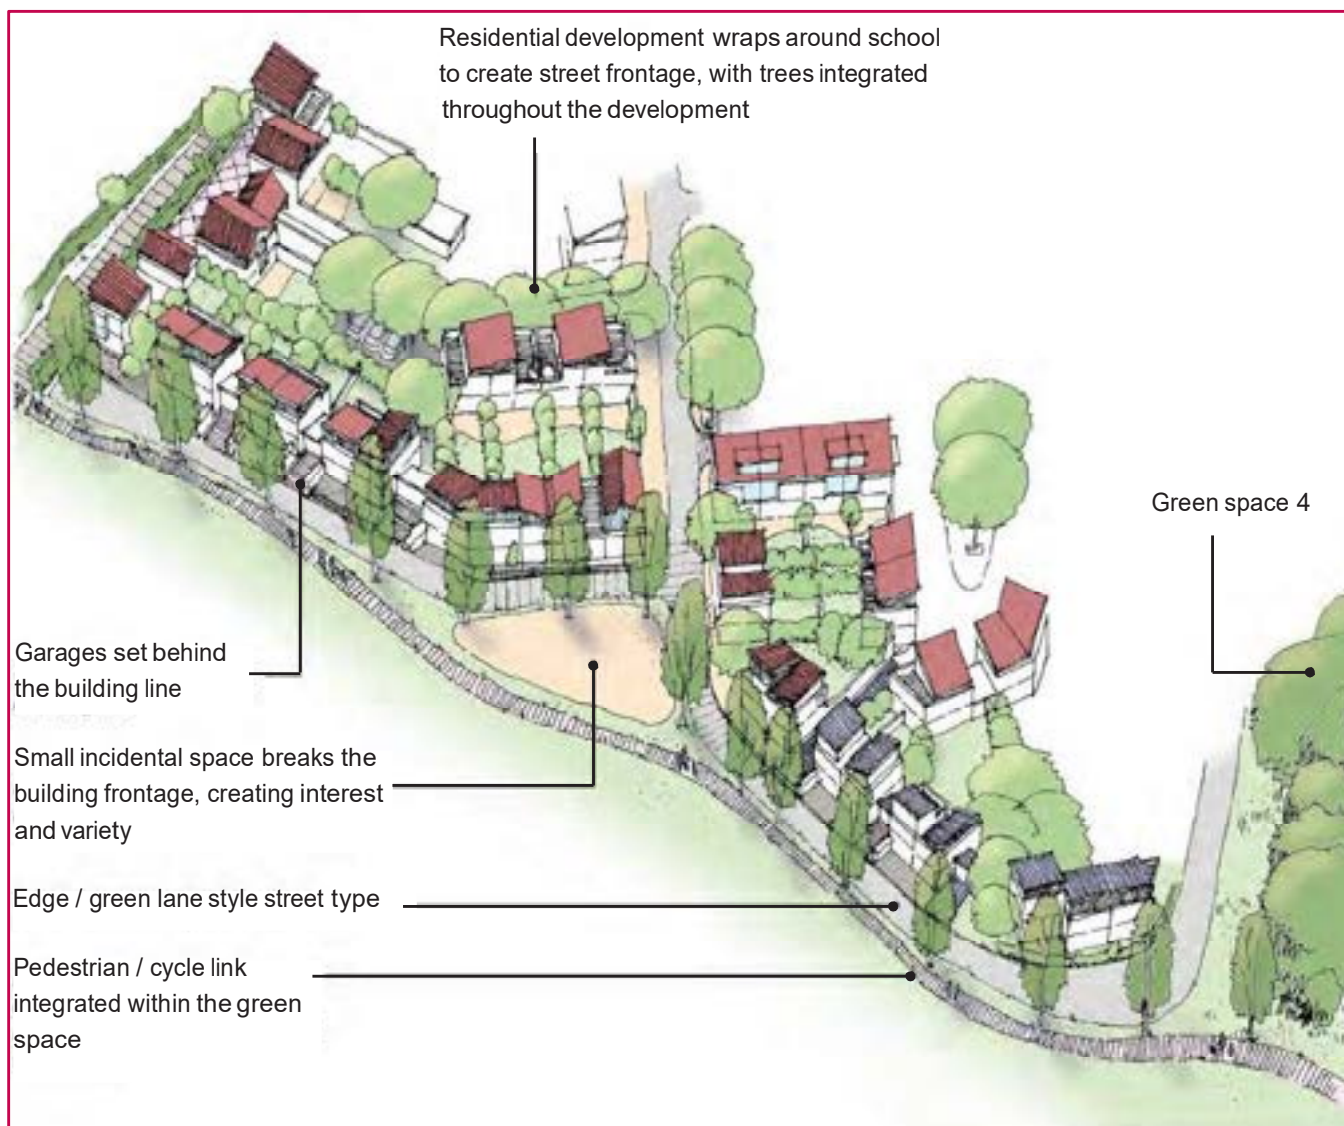 Residential development wraps around school
to create street frontage, with trees integrated
throughout the development
Green space 4
Garages set behind
the building line
Small incidental space breaks the
building frontage, creating interest
and variety
Edge / green lane style street type
Pedestrian / cycle link
integrated within the green
space